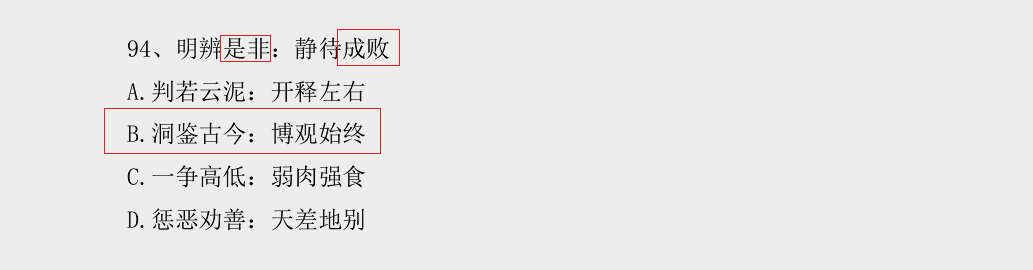 94、明辨是非：静待成败
A.判若云泥：开释左右
B.洞鉴古今：博观始终
C.一争高低：弱肉强食
D.惩恶劝善：天差地别